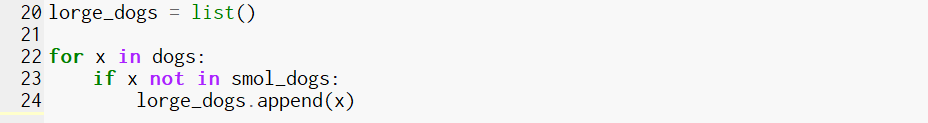 20 lorge_dogs = list()
21
22 for x in dogs:
23     if x not in smol_dogs:
24         lorge_dogs.append(x)